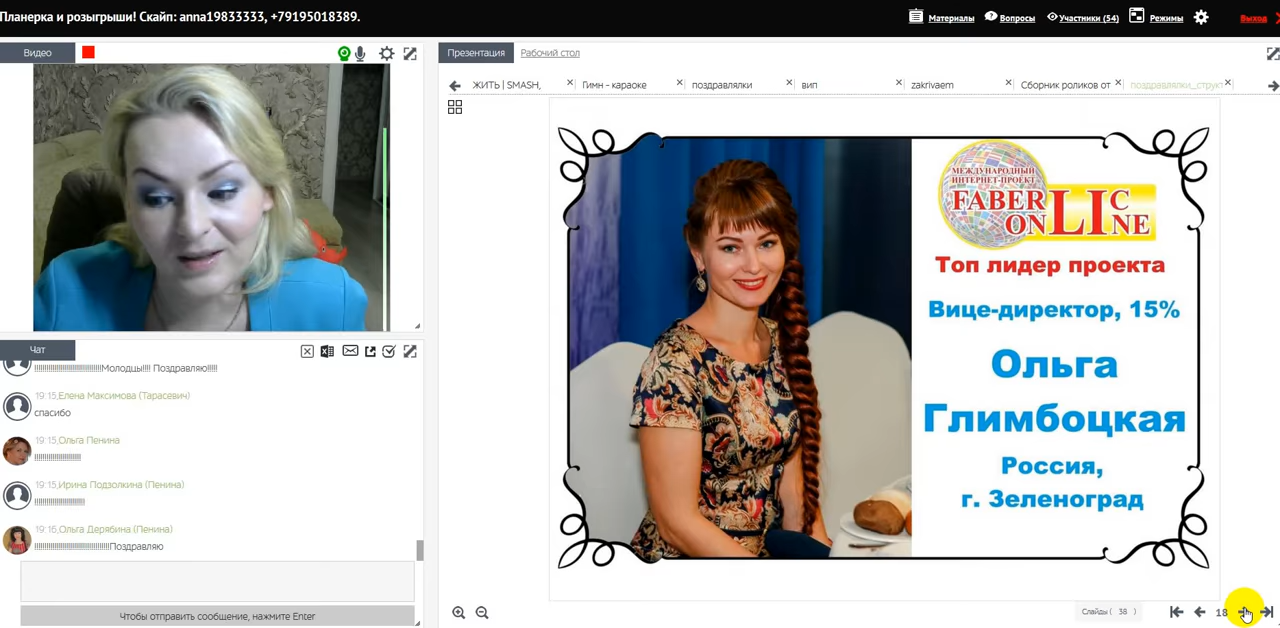 Планерка и розыгрыши! Скайп: anna19833333, +79195018389.
Материалы
Вопросы
Участники (54)
Режимы
Выход
Видео
Презентация
Рабочий стол
ЖИТЬ | SMASH,
Гимн - караоке
поздравлялки
вип
zakrivaem
Сборник роликов от
поздравлялки_структ
МЕЖДУНАРОДНЫЙ
ИНТЕРНЕТ-ПРОЕКТ
FABERLIC
ONLINE
Топ лидер проекта
Вице-директор, 15%
Ольга
Глимбоцкая
Россия,
г. Зеленоград
Чат
!!!!!!!!!!!!!!!!!!!!!!!!!!!!!!!!Молодцы!!!! Поздравляю!!!!!
19:15,Елена Максимова (Тарасевич)
спасибо
19:15,Ольга Пенина
!!!!!!!!!!!!!!!!!!!!!!
19:15,Ирина Подзолкина (Пенина)
!!!!!!!!!!!!!!!!!!!!!!!!
19:16,Ольга Дерябина (Пенина)
!!!!!!!!!!!!!!!!!!!!!!!!!!!!!!!!!!!!Поздравляю
Чтобы отправить сообщение, нажмите Enter
Слайды ( 38 )
18